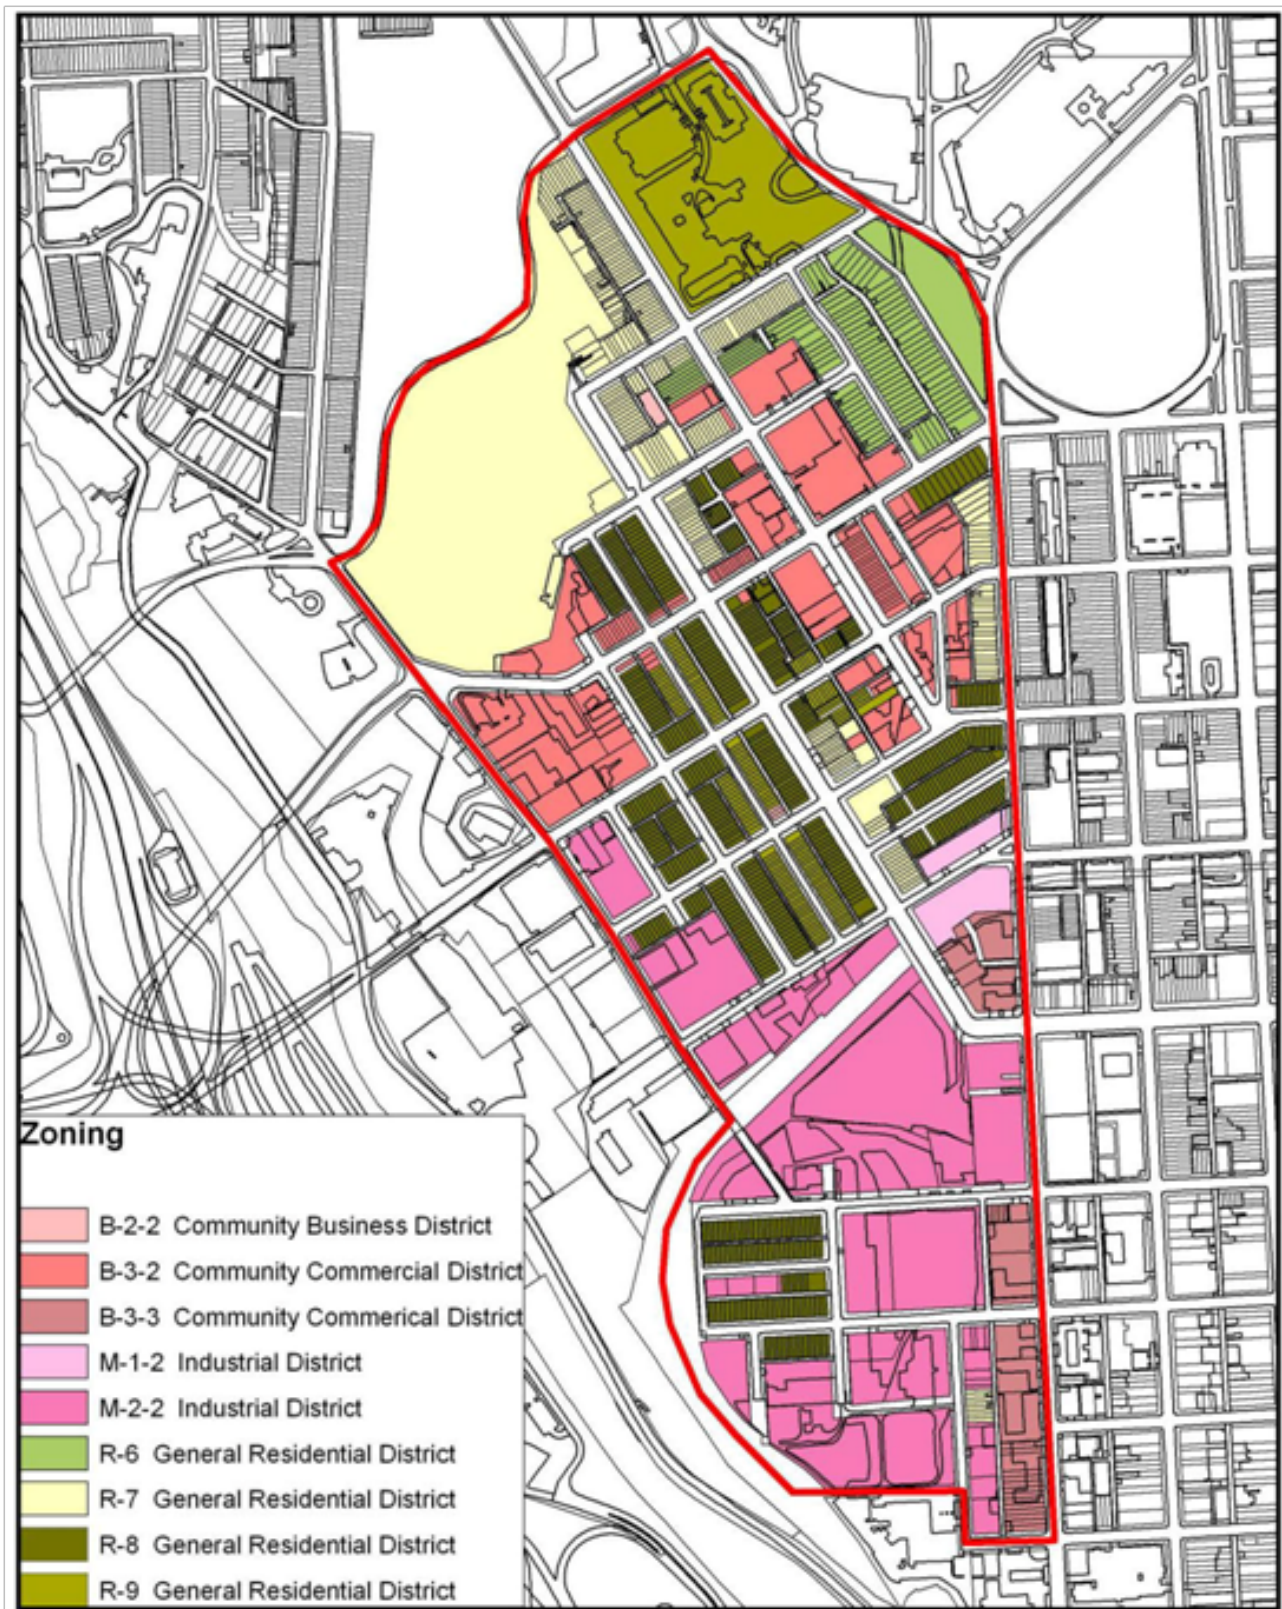 Zoning
B-2-2 Community Business District
B-3-2 Community Commercial District
B-3-3 Community Commerical District
M-1-2 Industrial District
M-2-2 Industrial District
R-6 General Residential District
R-7 General Residential District
R-8 General Residential District
R-9 General Residential District